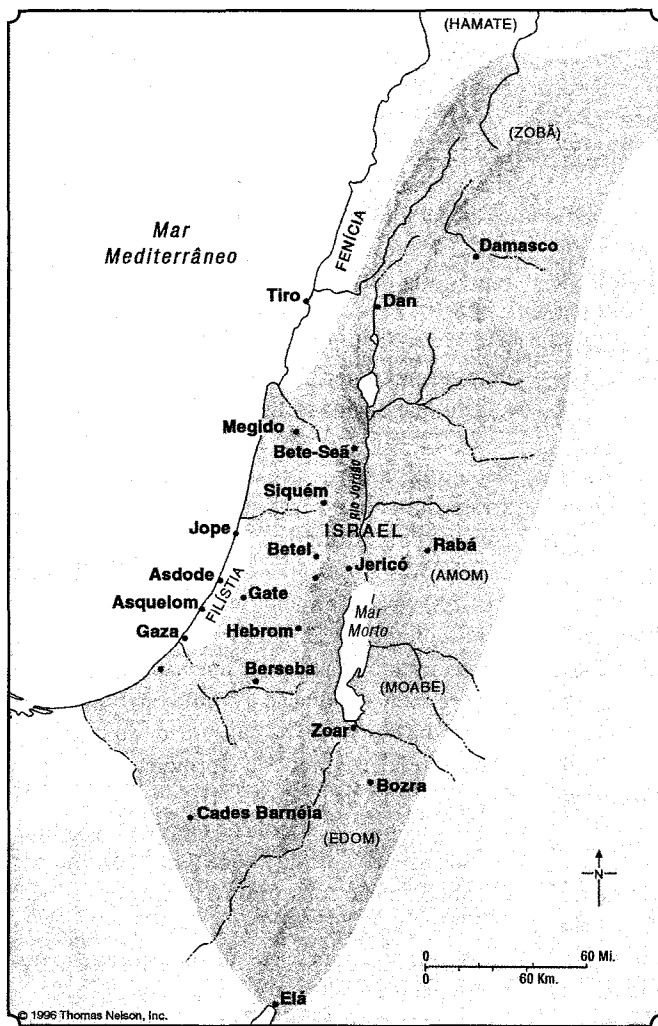 (HAMATE)
(ZOBÃ)
Mar
Mediterrâneo
FENÍCIA
Damasco
Tiro
Dan
Megido
Bete-Seã
Siquém
Rio Jordão
Jope
ISRAEL
Betel
Rabá
Jericó
Asdode
(AMOM)
FILÍSTIA
Gate
Asquelom
Mar
Morto
Gaza
Hebrom
Berseba
(MOABE)
Zoar
Bozra
Cades Barnéia
(EDOM)
N
0 60 Mi.
0 60 Km.
Elá
© 1996 Thomas Nelson, Inc.